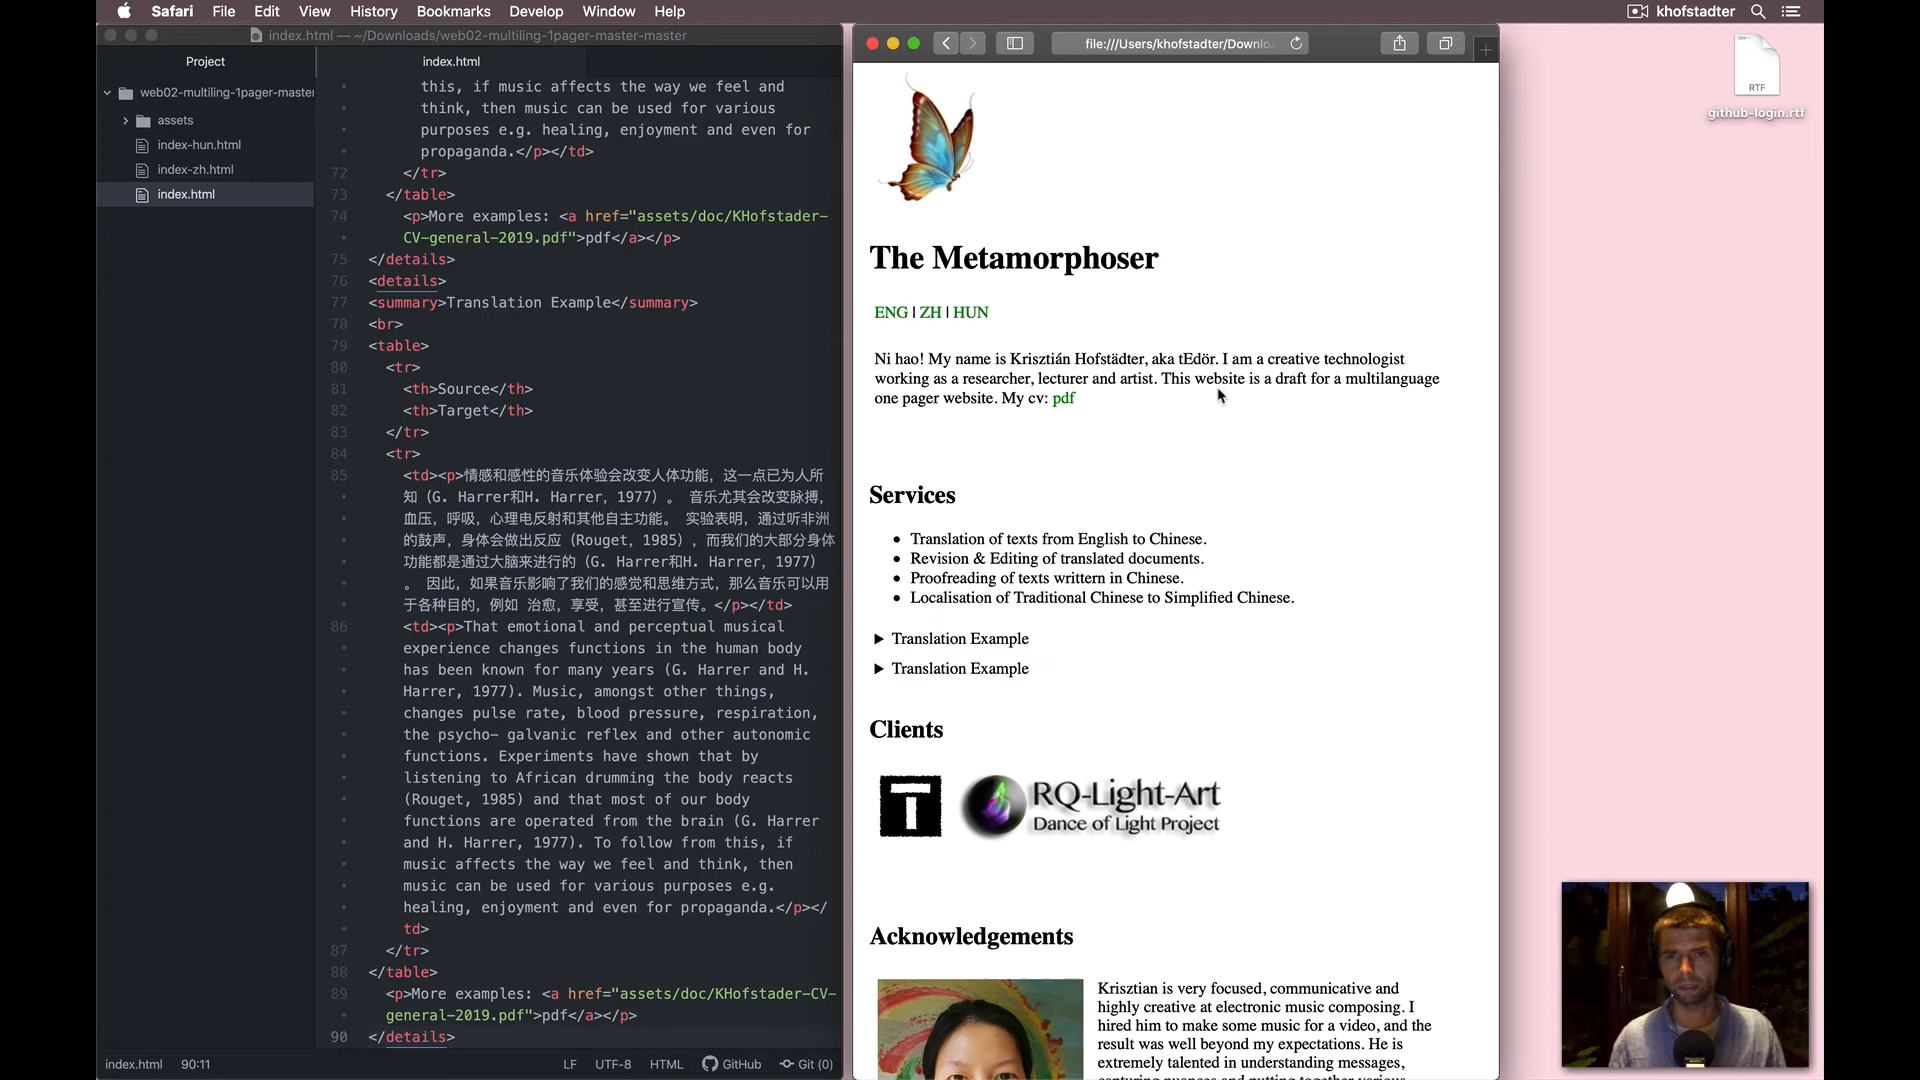 Safari File Edit View History Bookmarks Develop Window Help
khofstadter
index.html — ~/Downloads/web02-multiling-1pager-master-master
Project
web02-multiling-1pager-master
assets
index-hun.html
index-zh.html
index.html
index.html
this, if music affects the way we feel and
think, then music can be used for various
purposes e.g. healing, enjoyment and even for
propaganda.</p></td>
72 </tr>
73 </table>
74 <p>More examples: <a href="assets/doc/KHofstader-
CV-general-2019.pdf">pdf</a></p>
75 </details>
76 <details>
77 <summary>Translation Example</summary>
78 <br>
79 <table>
80 <tr>
81 <th>Source</th>
82 <th>Target</th>
83 </tr>
84 <tr>
85 <td><p>情感和感性的音乐体验会改变人体功能，这一点已为人所
知（G. Harrer和H. Harrer，1977）。 音乐尤其会改变脉搏，
血压，呼吸，心理电反射和其他自主功能。 实验表明，通过听非洲
的鼓声，身体会做出反应（Rouget，1985），而我们的大部分身体
功能都是通过大脑来进行的（G. Harrer和H. Harrer，1977）
。 因此，如果音乐影响了我们的感觉和思维方式，那么音乐可以用
于各种目的，例如 治愈，享受，甚至进行宣传。</p></td>
86 <td><p>That emotional and perceptual musical
experience changes functions in the human body
has been known for many years (G. Harrer and H.
Harrer, 1977). Music, amongst other things,
changes pulse rate, blood pressure, respiration,
the psycho- galvanic reflex and other autonomic
functions. Experiments have shown that by
listening to African drumming the body reacts
(Rouget, 1985) and that most of our body
functions are operated from the brain (G. Harrer
and H. Harrer, 1977). To follow from this, if
music affects the way we feel and think, then
music can be used for various purposes e.g.
healing, enjoyment and even for propaganda.</p></
td>
87 </tr>
88 </table>
89 <p>More examples: <a href="assets/doc/KHofstader-CV-
general-2019.pdf">pdf</a></p>
90 </details>
index.html 90:11 LF UTF-8 HTML GitHub Git (0)
file:///Users/khofstadter/Downlo
The Metamorphoser
ENG | ZH | HUN
Ni hao! My name is Krisztián Hofstädter, aka tEdör. I am a creative technologist
working as a researcher, lecturer and artist. This website is a draft for a multilanguage
one pager website. My cv: pdf
Services
Translation of texts from English to Chinese.
Revision & Editing of translated documents.
Proofreading of texts writtern in Chinese.
Localisation of Traditional Chinese to Simplified Chinese.
Translation Example
Translation Example
Clients
T
RQ-Light-Art
Dance of Light Project
Acknowledgements
Krisztian is very focused, communicative and
highly creative at electronic music composing. I
hired him to make some music for a video, and the
result was well beyond my expectations. He is
extremely talented in understanding messages,
RTF
github-login.rtf